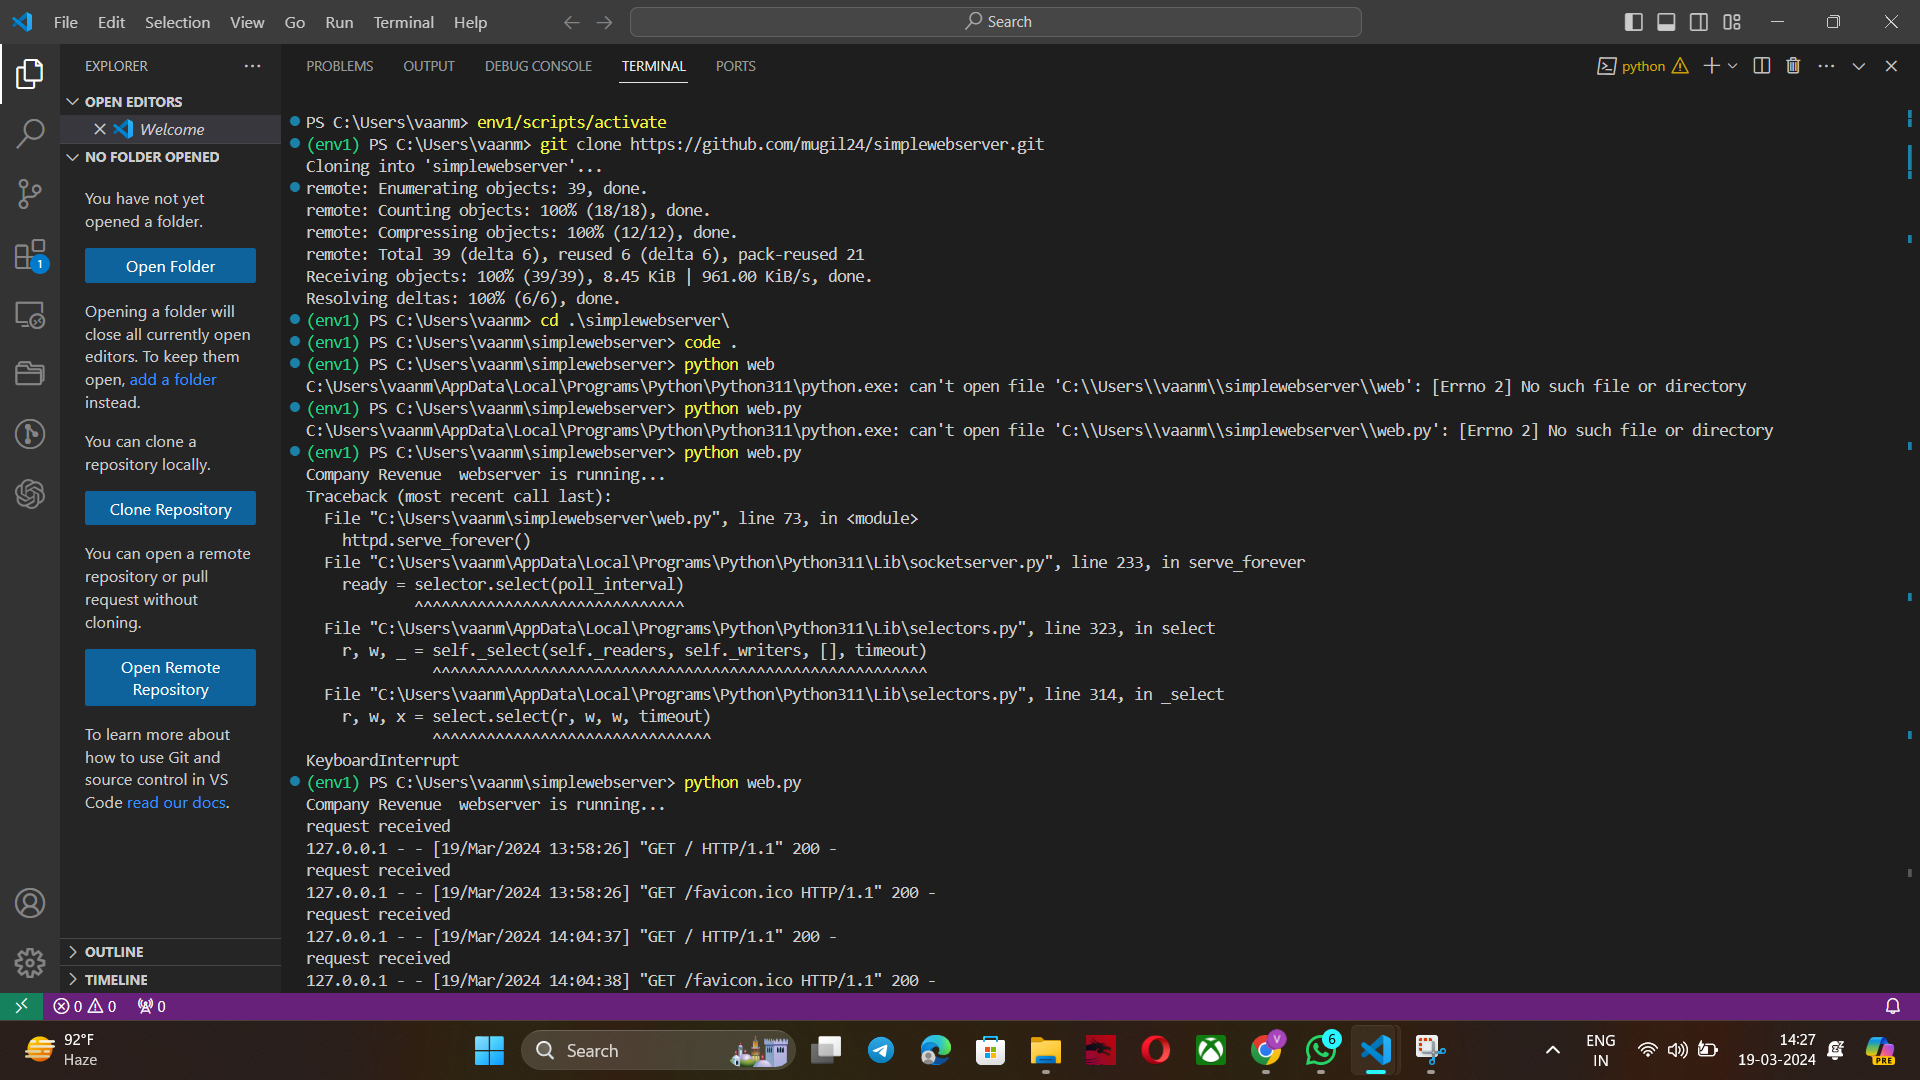 File Edit Selection View Go Run Terminal Help
Search
EXPLORER
OPEN EDITORS
Welcome
NO FOLDER OPENED
You have not yet
opened a folder.
Open Folder
Opening a folder will
close all currently open
editors. To keep them
open, add a folder
instead.
You can clone a
repository locally.
Clone Repository
You can open a remote
repository or pull
request without
cloning.
Open Remote
Repository
To learn more about
how to use Git and
source control in VS
Code read our docs.
OUTLINE
TIMELINE
1
PROBLEMS OUTPUT DEBUG CONSOLE TERMINAL PORTS
python
PS C:\Users\vaanm> env1/scripts/activate
(env1) PS C:\Users\vaanm> git clone https://github.com/mugil24/simplewebserver.git
Cloning into 'simplewebserver'...
remote: Enumerating objects: 39, done.
remote: Counting objects: 100% (18/18), done.
remote: Compressing objects: 100% (12/12), done.
remote: Total 39 (delta 6), reused 6 (delta 6), pack-reused 21
Receiving objects: 100% (39/39), 8.45 KiB | 961.00 KiB/s, done.
Resolving deltas: 100% (6/6), done.
(env1) PS C:\Users\vaanm> cd .\simplewebserver\
(env1) PS C:\Users\vaanm\simplewebserver> code .
(env1) PS C:\Users\vaanm\simplewebserver> python web
C:\Users\vaanm\AppData\Local\Programs\Python\Python311\python.exe: can't open file 'C:\\Users\\vaanm\\simplewebserver\\web': [Errno 2] No such file or directory
(env1) PS C:\Users\vaanm\simplewebserver> python web.py
C:\Users\vaanm\AppData\Local\Programs\Python\Python311\python.exe: can't open file 'C:\\Users\\vaanm\\simplewebserver\\web.py': [Errno 2] No such file or directory
(env1) PS C:\Users\vaanm\simplewebserver> python web.py
Company Revenue  webserver is running...
Traceback (most recent call last):
  File "C:\Users\vaanm\simplewebserver\web.py", line 73, in <module>
    httpd.serve_forever()
  File "C:\Users\vaanm\AppData\Local\Programs\Python\Python311\Lib\socketserver.py", line 233, in serve_forever
    ready = selector.select(poll_interval)
            ^^^^^^^^^^^^^^^^^^^^^^^^^^^^^^
  File "C:\Users\vaanm\AppData\Local\Programs\Python\Python311\Lib\selectors.py", line 323, in select
    r, w, _ = self._select(self._readers, self._writers, [], timeout)
              ^^^^^^^^^^^^^^^^^^^^^^^^^^^^^^^^^^^^^^^^^^^^^^^^^^^^^^^
  File "C:\Users\vaanm\AppData\Local\Programs\Python\Python311\Lib\selectors.py", line 314, in _select
    r, w, x = select.select(r, w, w, timeout)
              ^^^^^^^^^^^^^^^^^^^^^^^^^^^^^^^
KeyboardInterrupt
(env1) PS C:\Users\vaanm\simplewebserver> python web.py
Company Revenue  webserver is running...
request received
127.0.0.1 - - [19/Mar/2024 13:58:26] "GET / HTTP/1.1" 200 -
request received
127.0.0.1 - - [19/Mar/2024 13:58:26] "GET /favicon.ico HTTP/1.1" 200 -
request received
127.0.0.1 - - [19/Mar/2024 14:04:37] "GET / HTTP/1.1" 200 -
request received
127.0.0.1 - - [19/Mar/2024 14:04:38] "GET /favicon.ico HTTP/1.1" 200 -
0 0 0
92°F
Haze
Search
V
6
ENG
IN
14:27
19-03-2024
PRE